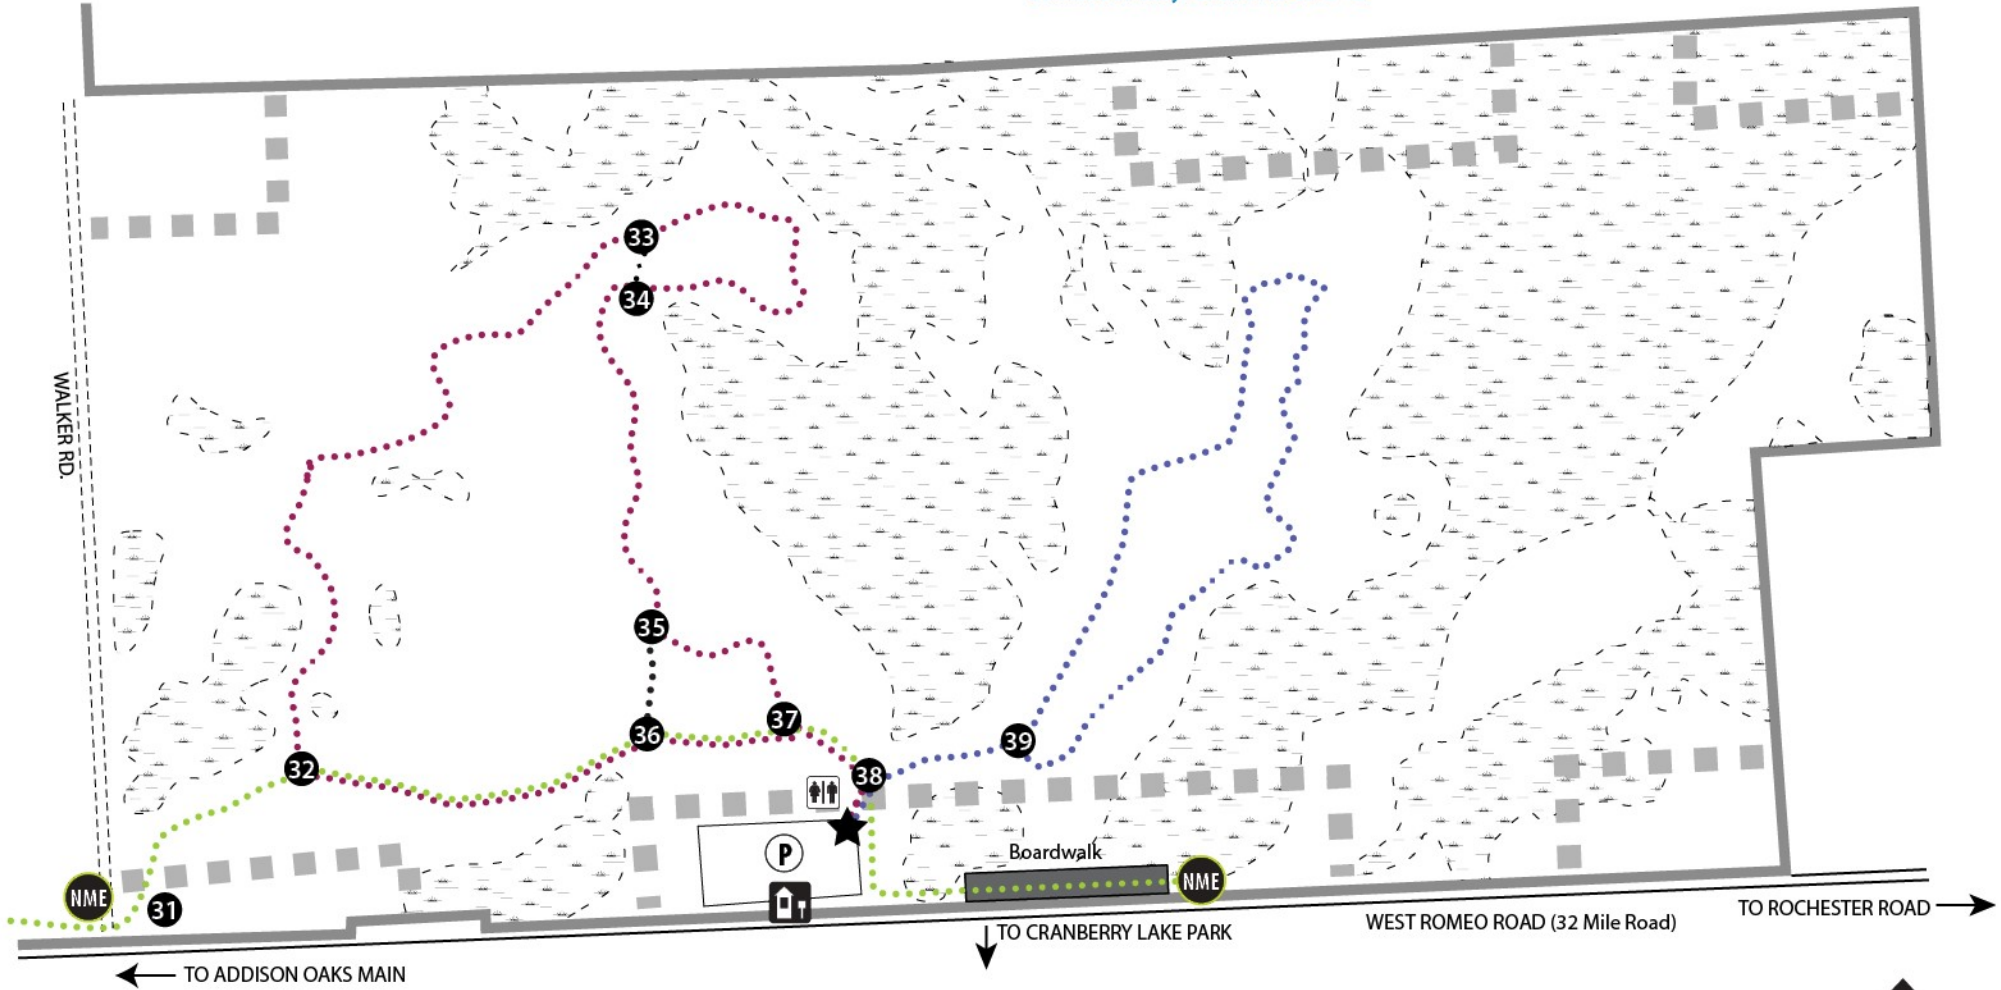 33
34
WALKER RD.
35
36
37
32
38
39
P
Boardwalk
NME
NME
31
WEST ROMEO ROAD (32 Mile Road)
TO ROCHESTER ROAD
TO CRANBERRY LAKE PARK
TO ADDISON OAKS MAIN